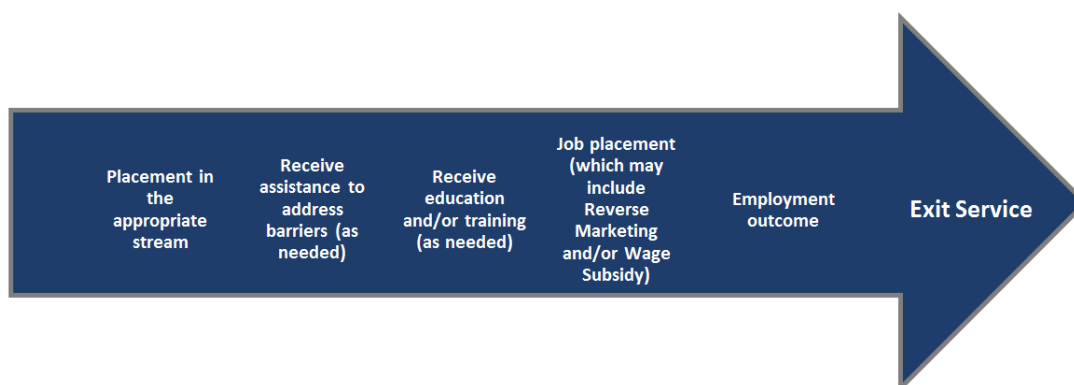 Placement in
the
appropriate
stream
Receive
assistance to
address
barriers (as
needed)
Receive
education
and/or training
(as needed)
Job placement
(which may
include
Reverse
Marketing
and/or Wage
Subsidy)
Employment
outcome
Exit Service